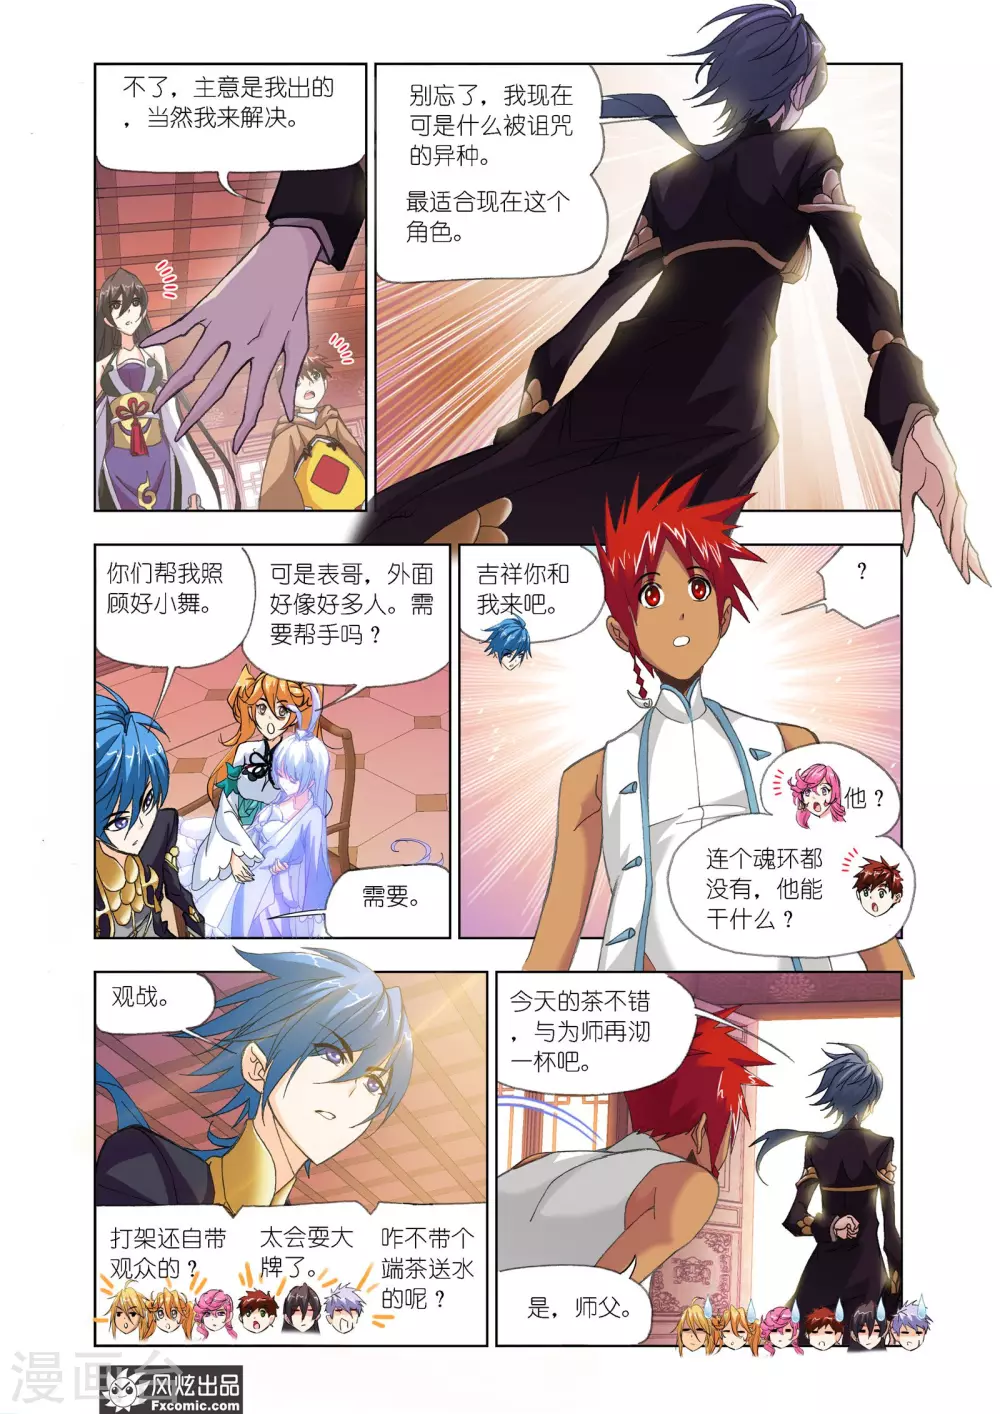 不了，主意是我出的
，当然我来解决。
别忘了，我现在
可是什么被诅咒
的异种。
最适合现在这个
角色。
你们帮我照
顾好小舞。
可是表哥，外面
好像好多人。需
要帮手吗？
需要。
吉祥你和
我来吧。
？
他？
连个魂环都
没有，他能
干什么？
观战。
打架还自带
观众的？
太会耍大
牌了。
咋不带个
端茶送水
的呢？
今天的茶不错
，与为师再沏
一杯吧。
是，师父。
漫画台
风炫出品
Fxcomic.com